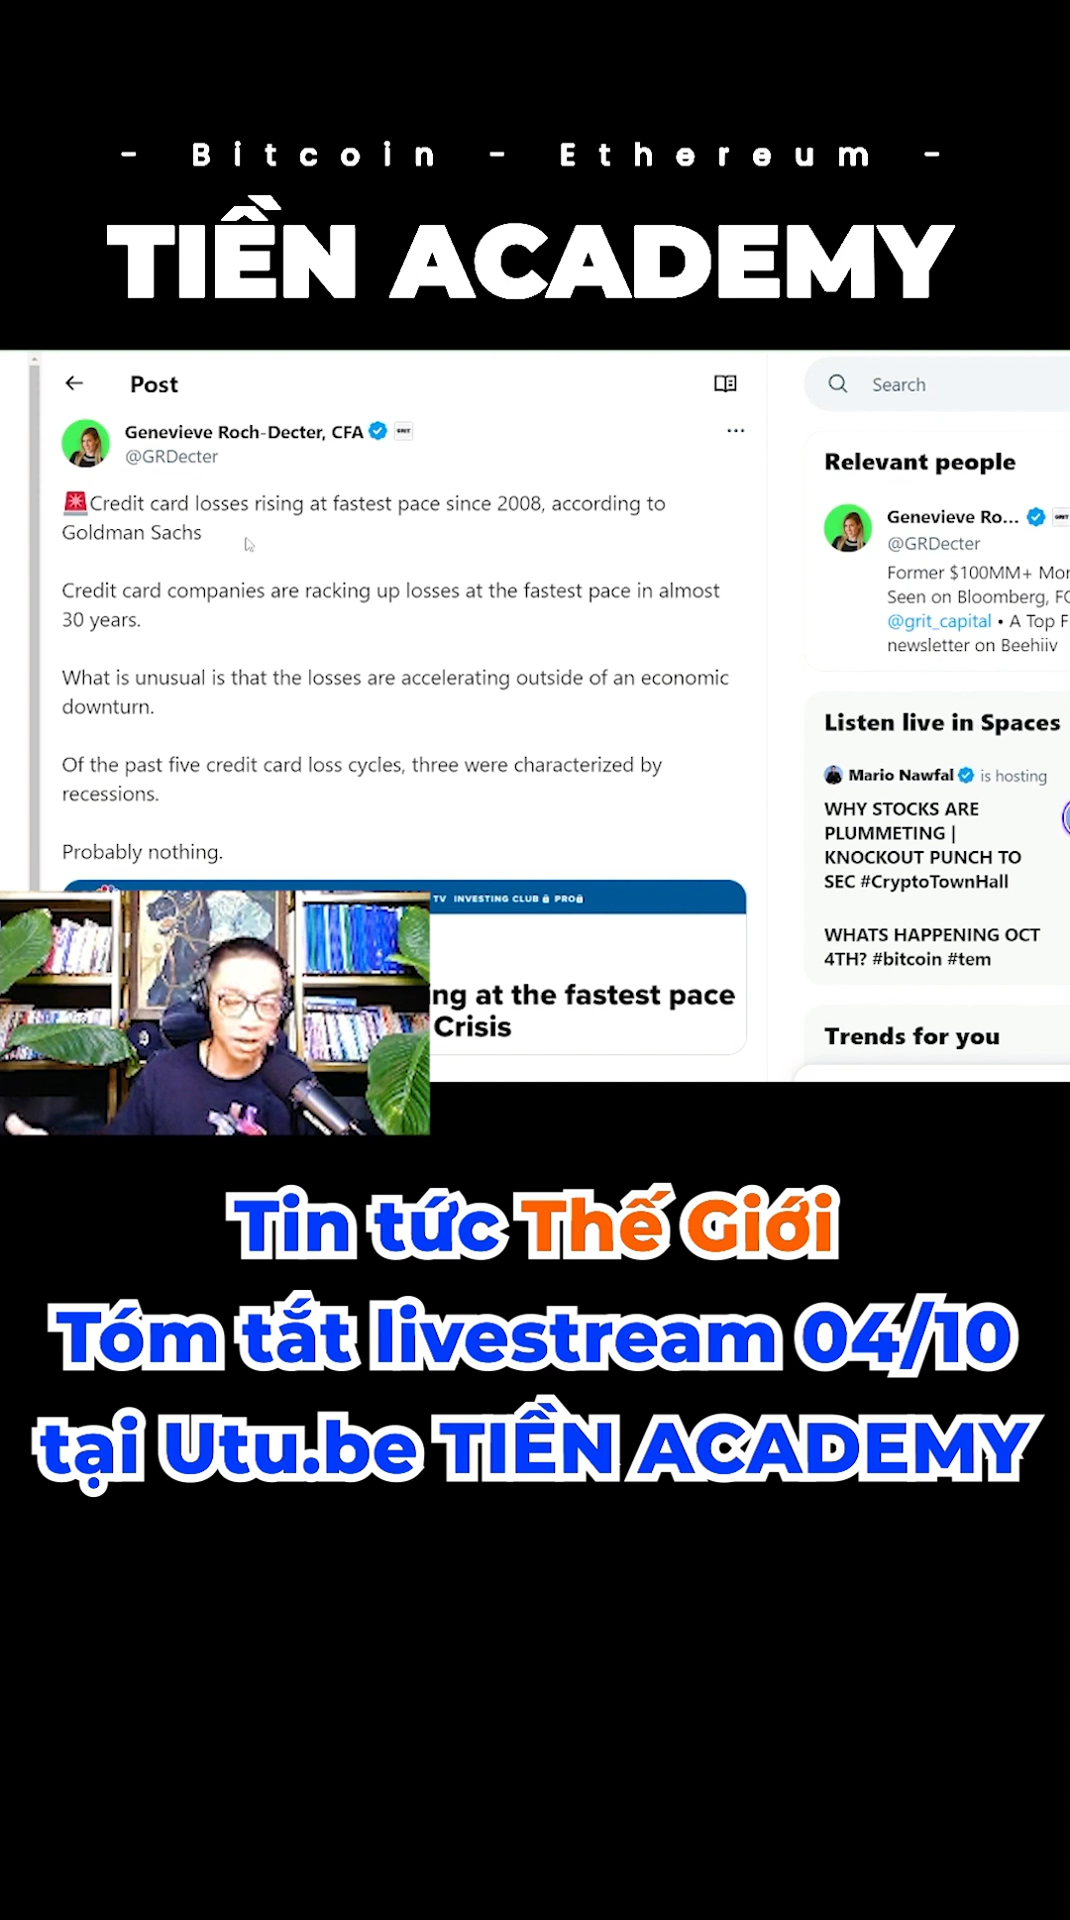 - Bitcoin - Ethereum -
TIỀN ACADEMY
Post
Genevieve Roch-Decter, CFA
@GRDecter
🚨Credit card losses rising at fastest pace since 2008, according to
Goldman Sachs
Credit card companies are racking up losses at the fastest pace in almost
30 years.
What is unusual is that the losses are accelerating outside of an economic
downturn.
Of the past five credit card loss cycles, three were characterized by
recessions.
Probably nothing.
TV INVESTING CLUB PRO
ng at the fastest pace
Crisis
Search
Relevant people
Genevieve Ro...
@GRDecter
Former $100MM+
Seen on Bloomberg,
@grit_capital • A Top
newsletter on Beehiiv
Listen live in Spaces
Mario Nawfal is hosting
WHY STOCKS ARE
PLUMMETING |
KNOCKOUT PUNCH TO
SEC #CryptoTownHall
WHATS HAPPENING OCT
4TH? #bitcoin #tem
Trends for you
Tin tức Thế Giới
Tóm tắt livestream 04/10
tại Utu.be TIỀN ACADEMY